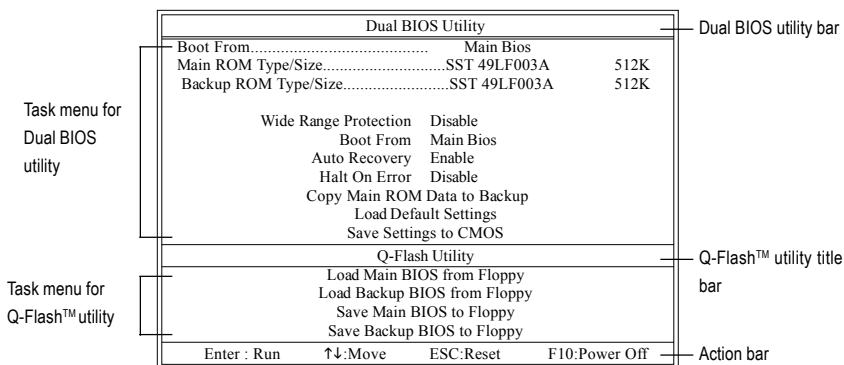 Dual BIOS Utility
Boot From.......................................... Main Bios
Main ROM Type/Size.............................SST 49LF003A 512K
Backup ROM Type/Size.........................SST 49LF003A 512K
Wide Range Protection Disable
Boot From Main Bios
Auto Recovery Enable
Halt On Error Disable
Copy Main ROM Data to Backup
Load Default Settings
Save Settings to CMOS
Q-Flash Utility
Load Main BIOS from Floppy
Load Backup BIOS from Floppy
Save Main BIOS to Floppy
Save Backup BIOS to Floppy
Enter : Run ↑↓:Move ESC:Reset F10:Power Off
Task menu for
Dual BIOS
utility
Task menu for
Q-Flash™ utility
Dual BIOS utility bar
Q-Flash™ utility title
bar
Action bar